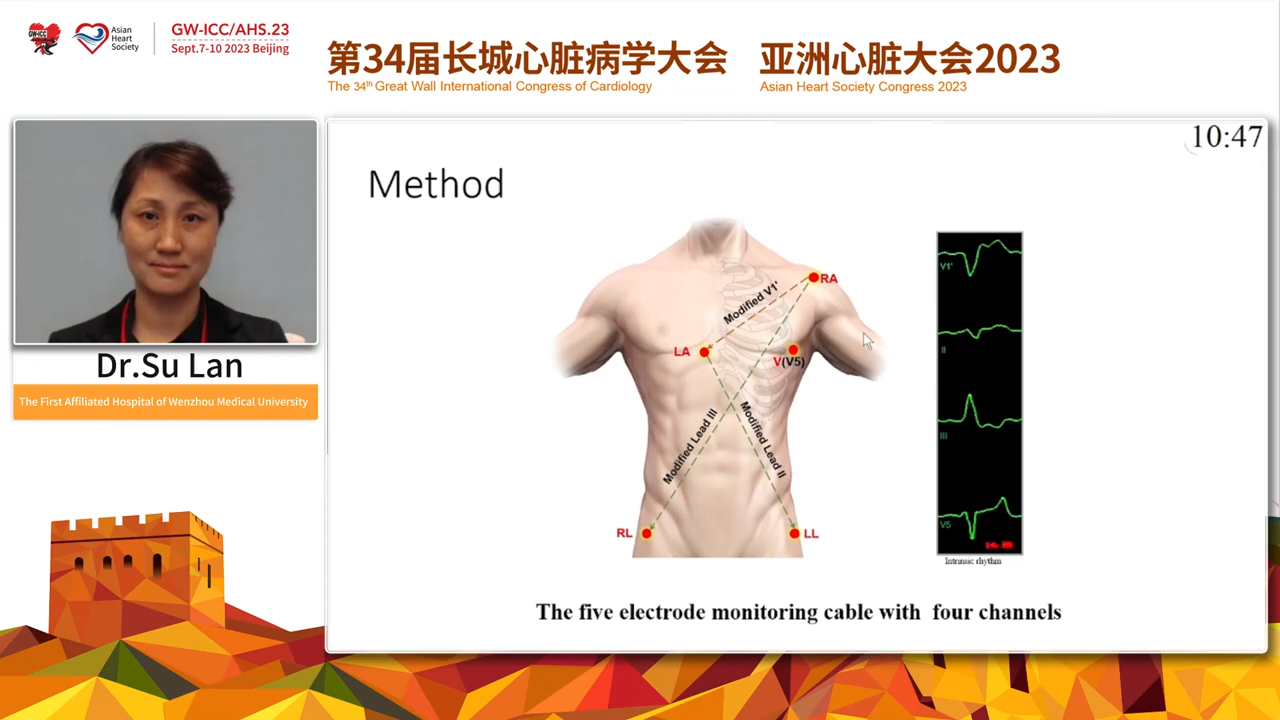 GW-ICC
Asian
Heart
Society
GW-ICC/AHS.23
Sept.7-10 2023 Beijing
第34届长城心脏病学大会 亚洲心脏大会2023
The 34th Great Wall International Congress of Cardiology Asian Heart Society Congress 2023
10:47
Method
Dr.Su Lan
The First Affiliated Hospital of Wenzhou Medical University
RA
Modified V1'
LA
V(V5)
Modified Lead III
Modified Lead II
RL
LL
V1'
II
III
V5
Intrinsic rhythm
The five electrode monitoring cable with four channels